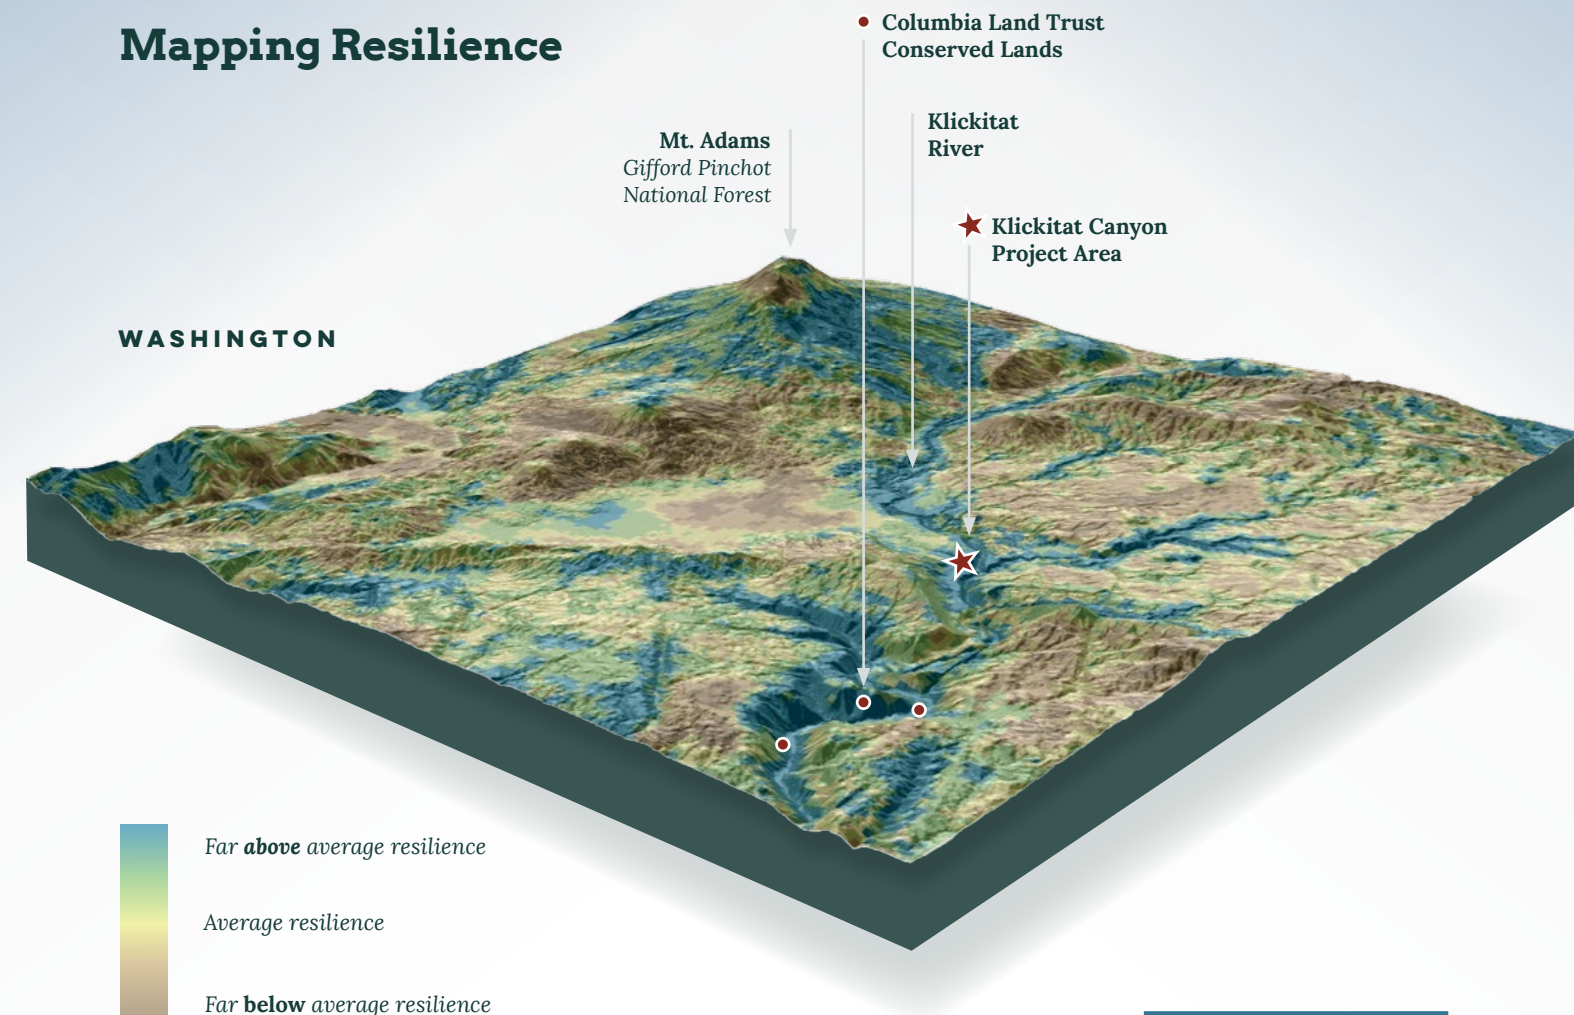 Mapping Resilience
Columbia Land Trust
Conserved Lands
Klickitat
River
Mt. Adams
Gifford Pinchot
National Forest
Klickitat Canyon
Project Area
WASHINGTON
Far above average resilience
Average resilience
Far below average resilience